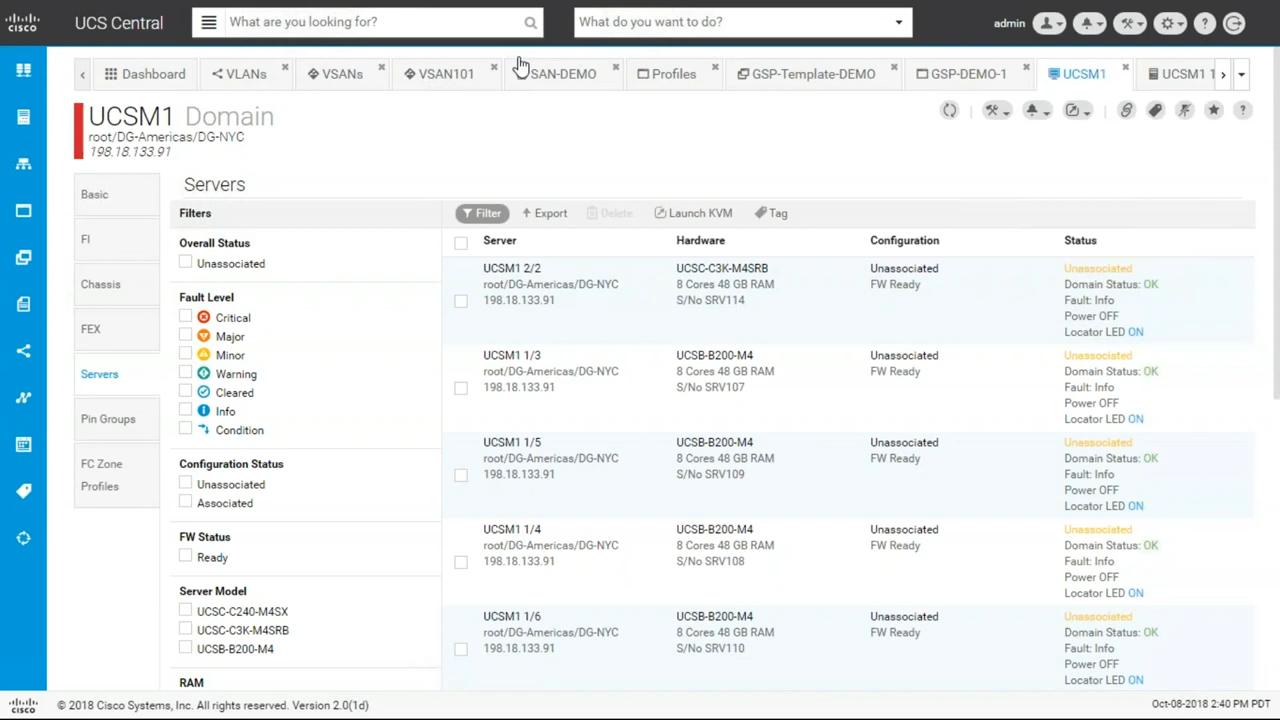 cisco
UCS Central
What are you looking for?
What do you want to do?
admin
?
Dashboard
VLANs
VSANs
VSAN101
SAN-DEMO
Profiles
GSP-Template-DEMO
GSP-DEMO-1
UCSM1
UCSM1 1
UCSM1 Domain
root/DG-Americas/DG-NYC
198.18.133.91
?
Basic
FI
Chassis
FEX
Servers
Pin Groups
FC Zone
Profiles
Servers
Filters
Overall Status
Unassociated
Fault Level
Critical
Major
Minor
Warning
Cleared
Info
Condition
Configuration Status
Unassociated
Associated
FW Status
Ready
Server Model
UCSC-C240-M4SX
UCSC-C3K-M4SRB
UCSB-B200-M4
RAM
Filter
Export
Delete
Launch KVM
Tag
Server Hardware Configuration Status
UCSM1 2/2 UCSC-C3K-M4SRB Unassociated Unassociated
root/DG-Americas/DG-NYC 8 Cores 48 GB RAM FW Ready Domain Status: OK
198.18.133.91 S/No SRV114 Fault: Info
Power OFF
Locator LED ON
UCSM1 1/3 UCSB-B200-M4 Unassociated Unassociated
root/DG-Americas/DG-NYC 8 Cores 48 GB RAM FW Ready Domain Status: OK
198.18.133.91 S/No SRV107 Fault: Info
Power OFF
Locator LED ON
UCSM1 1/5 UCSB-B200-M4 Unassociated Unassociated
root/DG-Americas/DG-NYC 8 Cores 48 GB RAM FW Ready Domain Status: OK
198.18.133.91 S/No SRV109 Fault: Info
Power OFF
Locator LED ON
UCSM1 1/4 UCSB-B200-M4 Unassociated Unassociated
root/DG-Americas/DG-NYC 8 Cores 48 GB RAM FW Ready Domain Status: OK
198.18.133.91 S/No SRV108 Fault: Info
Power OFF
Locator LED ON
UCSM1 1/6 UCSB-B200-M4 Unassociated Unassociated
root/DG-Americas/DG-NYC 8 Cores 48 GB RAM FW Ready Domain Status: OK
198.18.133.91 S/No SRV110 Fault: Info
Power OFF
Locator LED ON
cisco
© 2018 Cisco Systems, Inc. All rights reserved. Version 2.0(1d)
Oct-08-2018 2:40 PM PDT